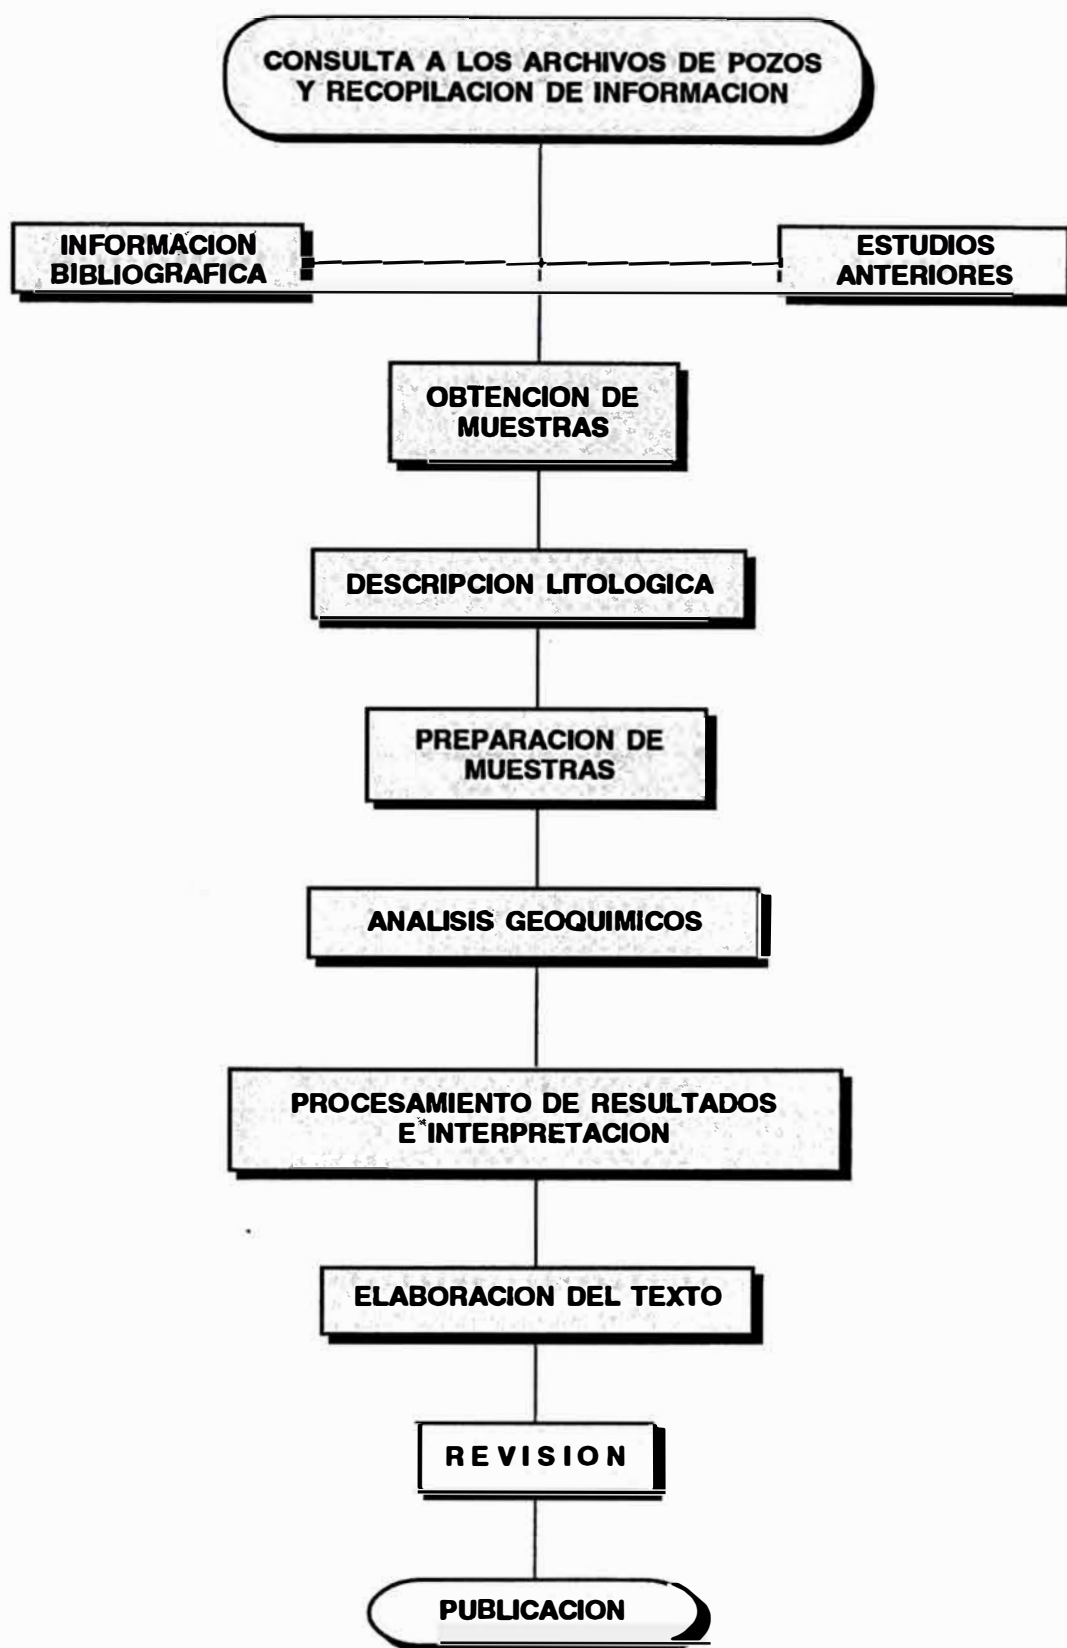 CONSULTA A LOS ARCHIVOS DE POZOS
Y RECOPILACION DE INFORMACION
INFORMACION
BIBLIOGRAFICA
ESTUDIOS
ANTERIORES
OBTENCION DE
MUESTRAS
DESCRIPCION LITOLOGICA
PREPARACION DE
MUESTRAS
ANALISIS GEOQUIMICOS
PROCESAMIENTO DE RESULTADOS
E INTERPRETACION
ELABORACION DEL TEXTO
REVISION
PUBLICACION